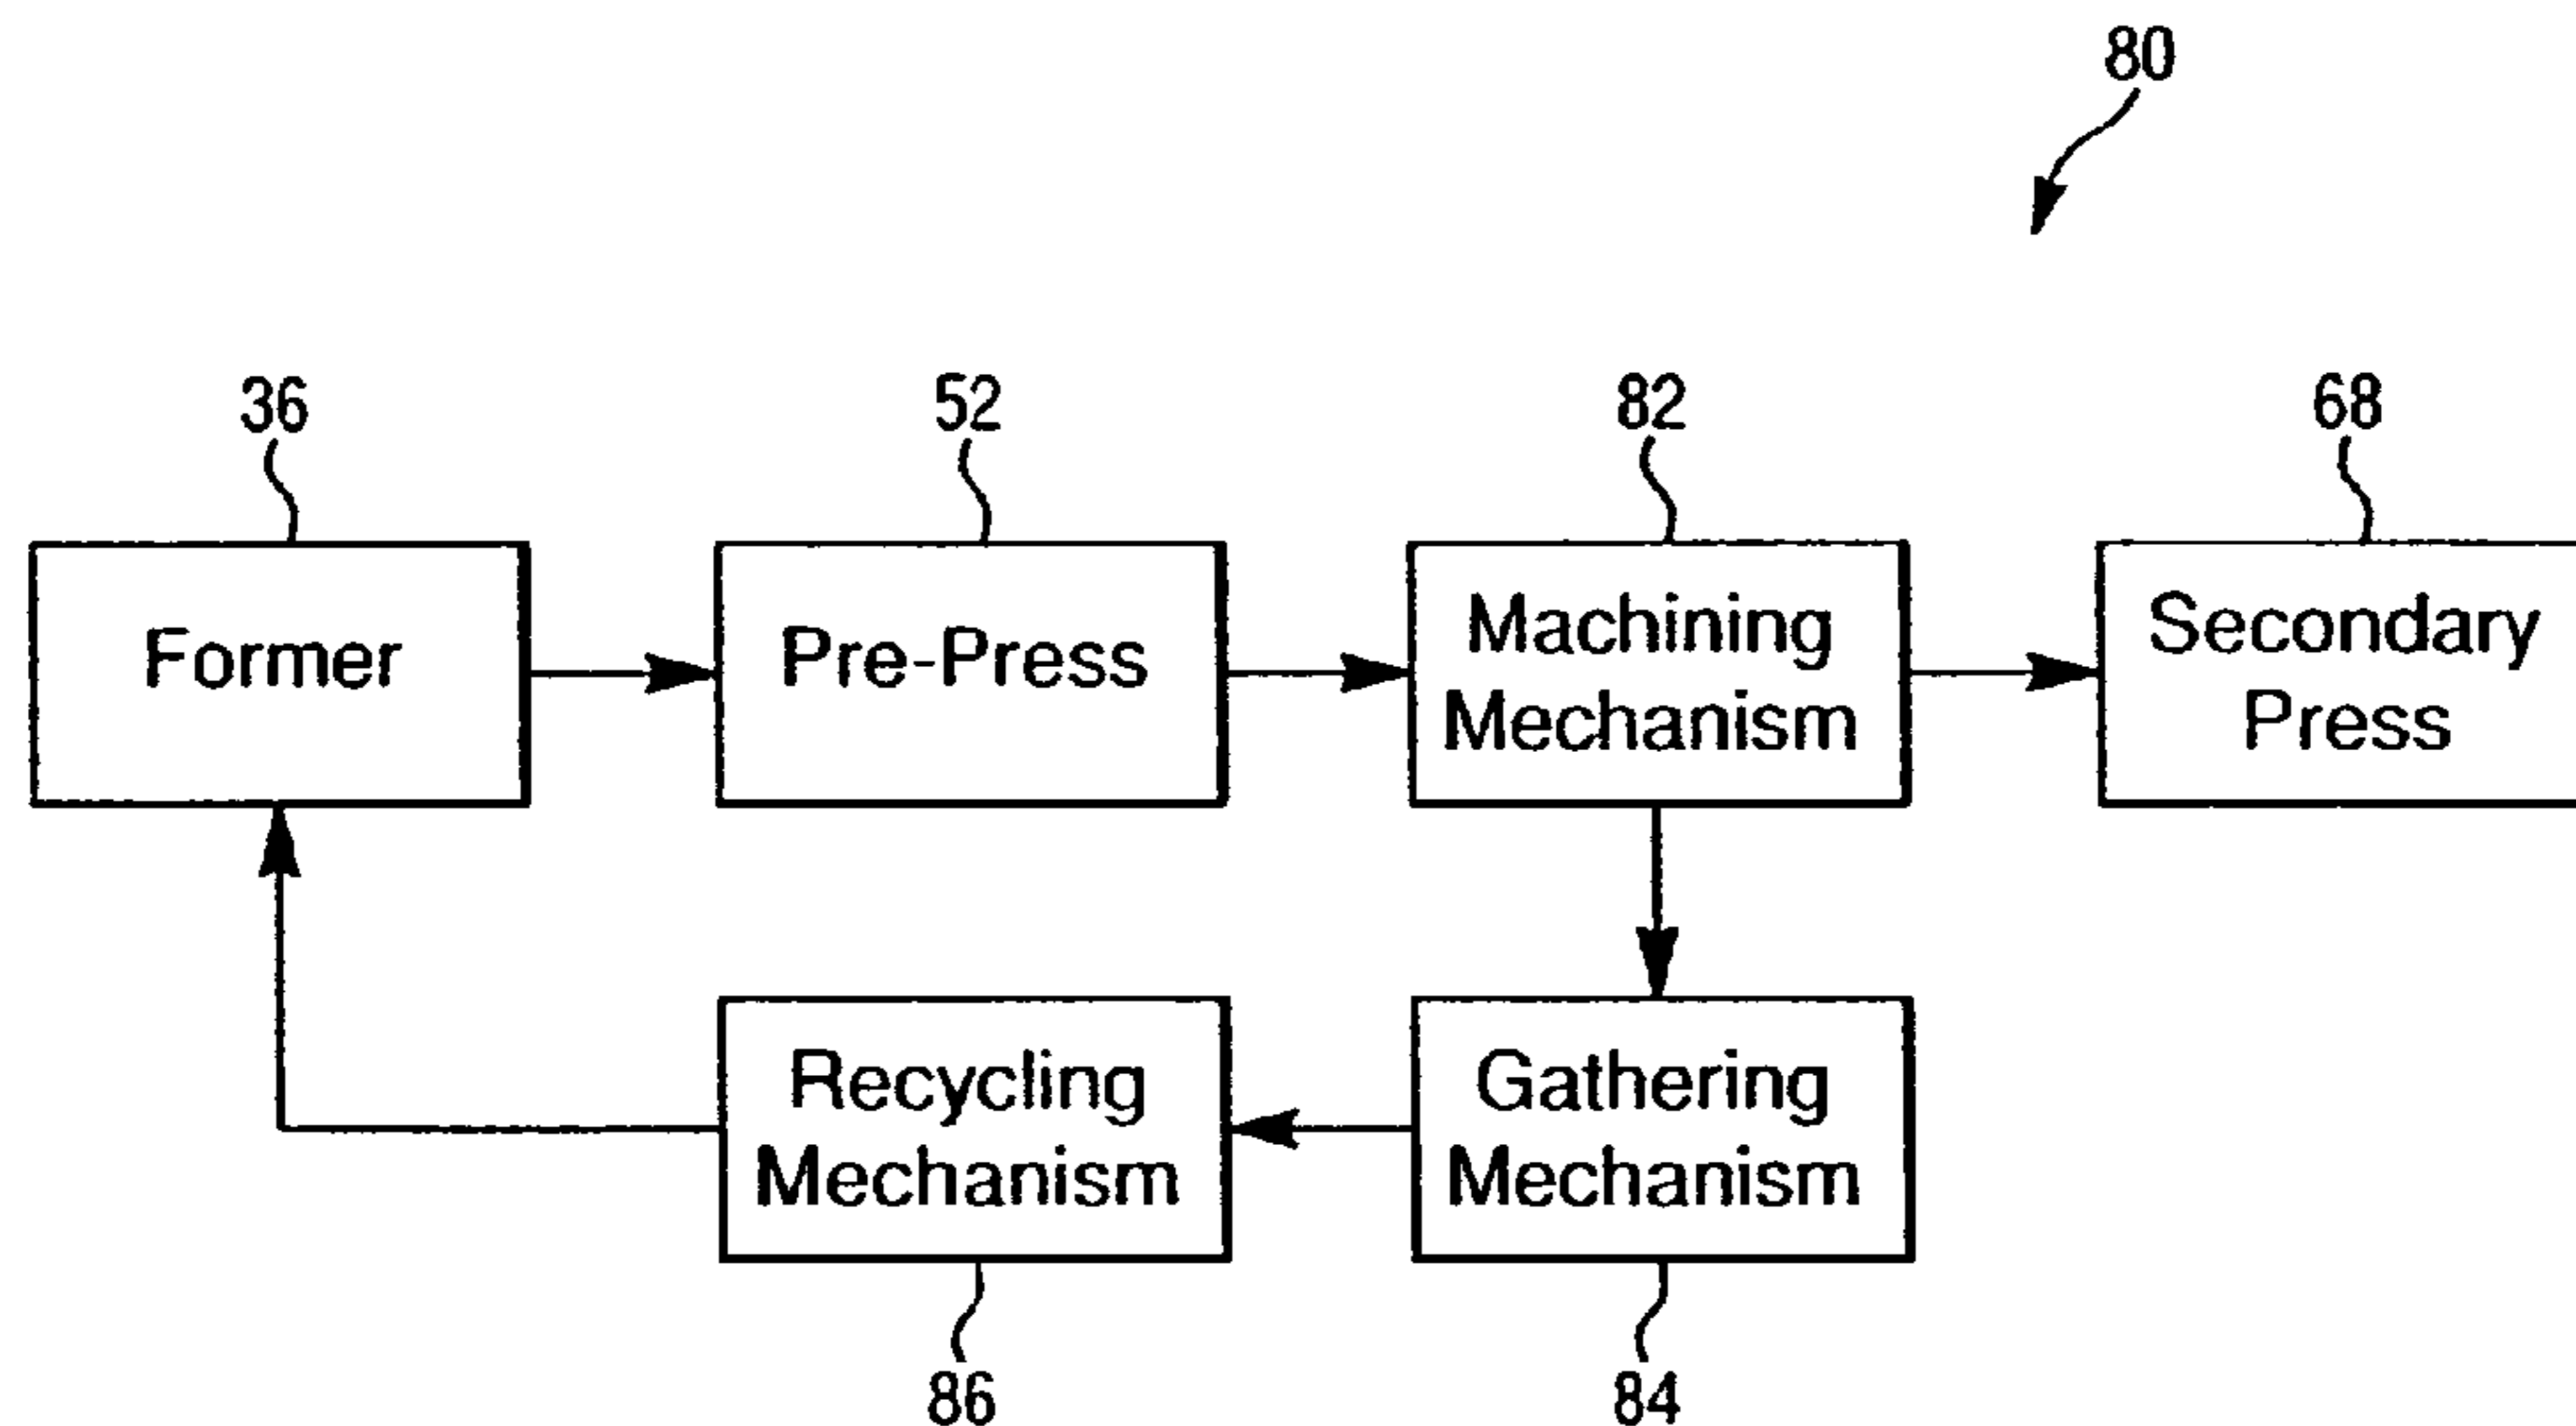 80
36
52
82
68
Former
Pre-Press
Machining
Mechanism
Secondary
Press
Recycling
Mechanism
Gathering
Mechanism
86
84